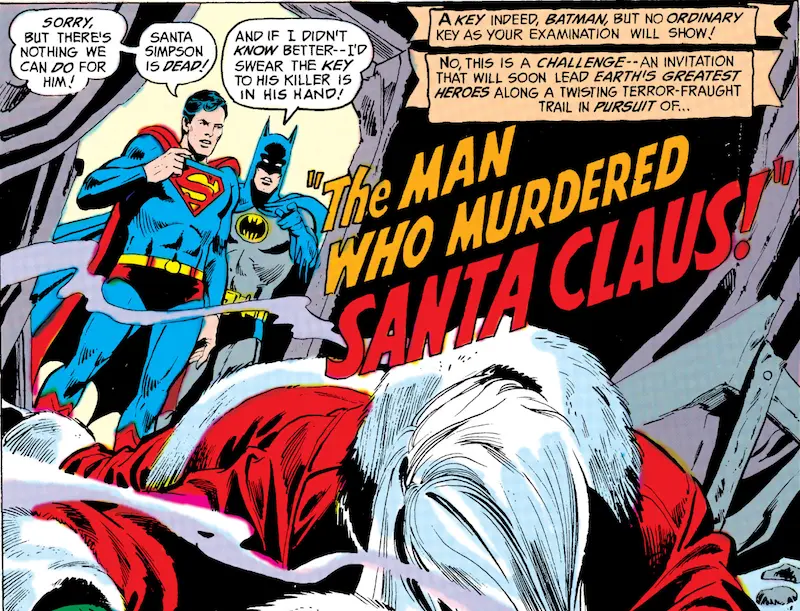 SORRY,
BUT THERE'S
NOTHING WE
CAN DO FOR
HIM!
SANTA
SIMPSON
IS DEAD!
AND IF I DIDN'T
KNOW BETTER--I'D
SWEAR THE KEY
TO HIS KILLER IS
IN HIS HAND!
A KEY INDEED, BATMAN, BUT NO ORDINARY
KEY AS YOUR EXAMINATION WILL SHOW!
NO, THIS IS A CHALLENGE--AN INVITATION
THAT WILL SOON LEAD EARTH'S GREATEST
HEROES ALONG A TWISTING TERROR-FRAUGHT
TRAIL IN PURSUIT OF...
"The MAN
WHO MURDERED
SANTA CLAUS!"
S